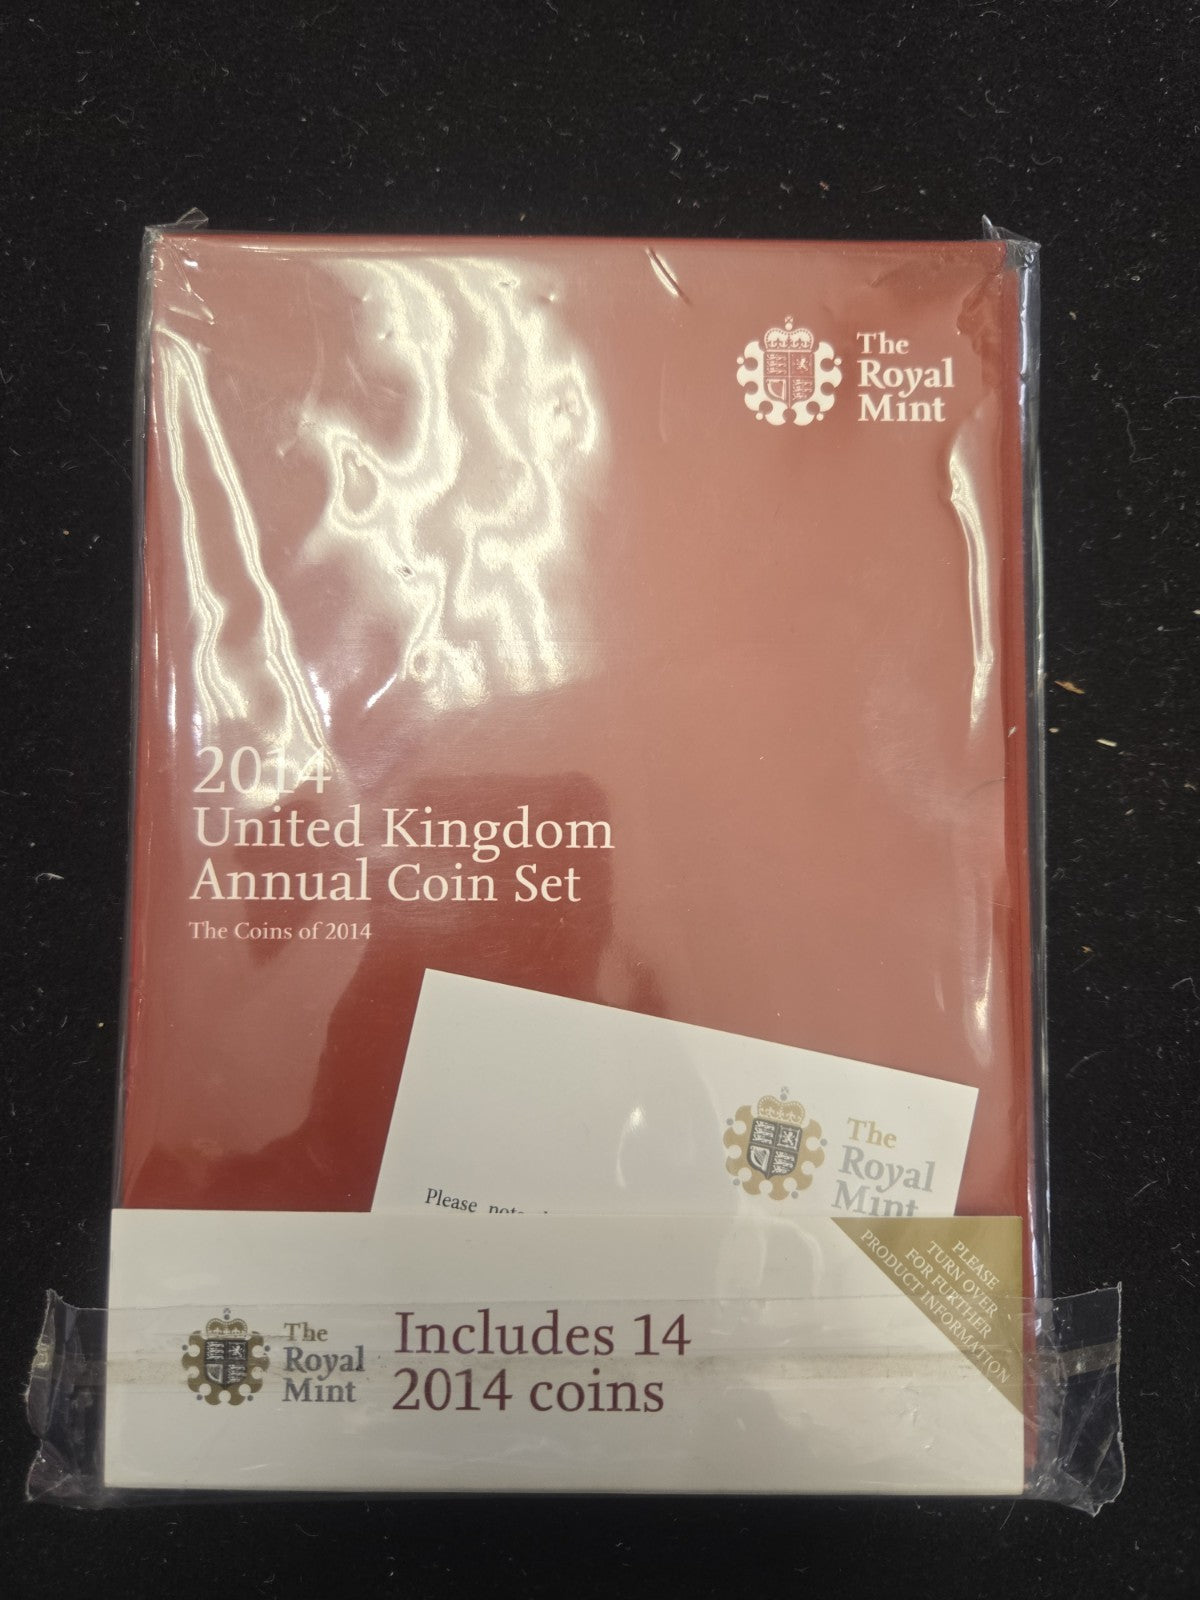 The
Royal
Mint
2014
United Kingdom
Annual Coin Set
The Coins of 2014
The
Royal
Mint
Please note
PLEASE
TURN OVER
FOR FURTHER
PRODUCT INFORMATION
The
Royal
Mint
Includes 14
2014 coins